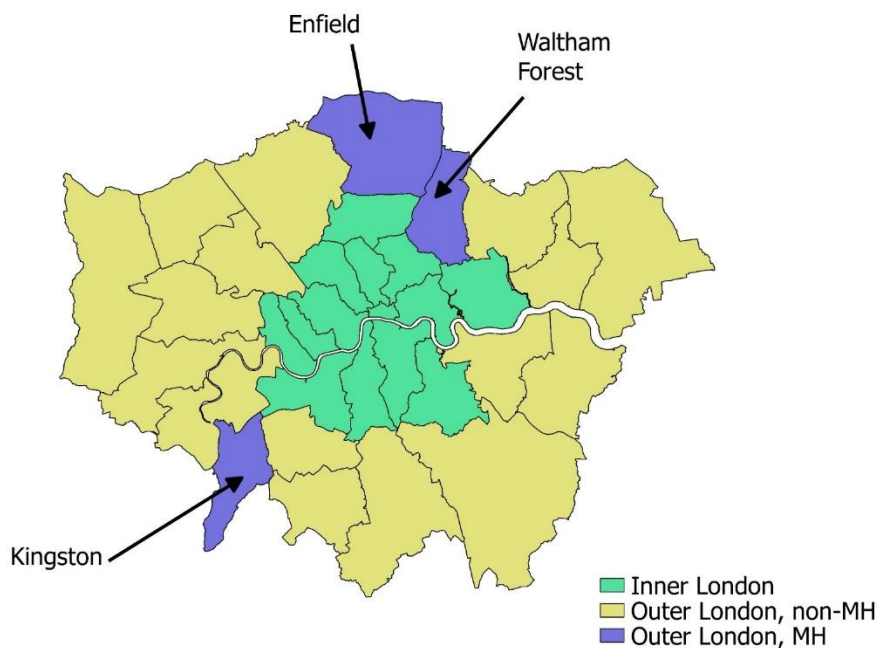 Enfield
Waltham
Forest
Kingston
Inner London
Outer London, non-MH
Outer London, MH